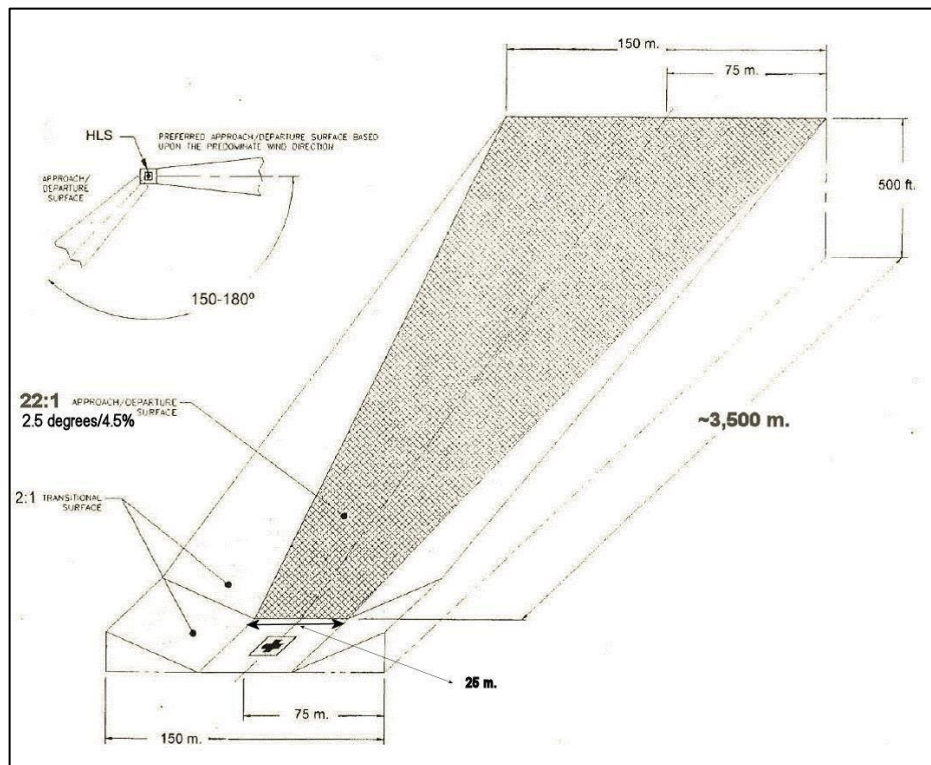 150 m.
75 m.
HLS
PREFERRED APPROACH/DEPARTURE SURFACE BASED
UPON THE PREDOMINATE WIND DIRECTION
APPROACH/
DEPARTURE
SURFACE
500 ft.
150-180º
22:1 APPROACH/DEPARTURE
SURFACE
2.5 degrees/4.5%
~3,500 m.
2:1 TRANSITIONAL
SURFACE
25 m.
75 m.
150 m.